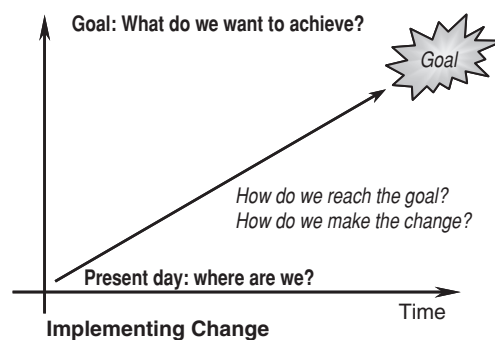 Goal: What do we want to achieve?
Goal
How do we reach the goal?
How do we make the change?
Present day: where are we?
Time
Implementing Change